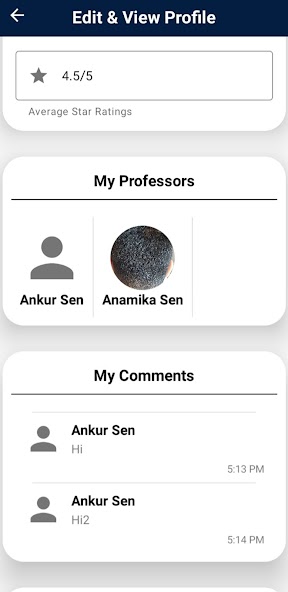 Edit & View Profile
4.5/5
Average Star Ratings
My Professors
Ankur Sen
Anamika Sen
My Comments
Ankur Sen
Hi
5:13 PM
Ankur Sen
Hi2
5:14 PM